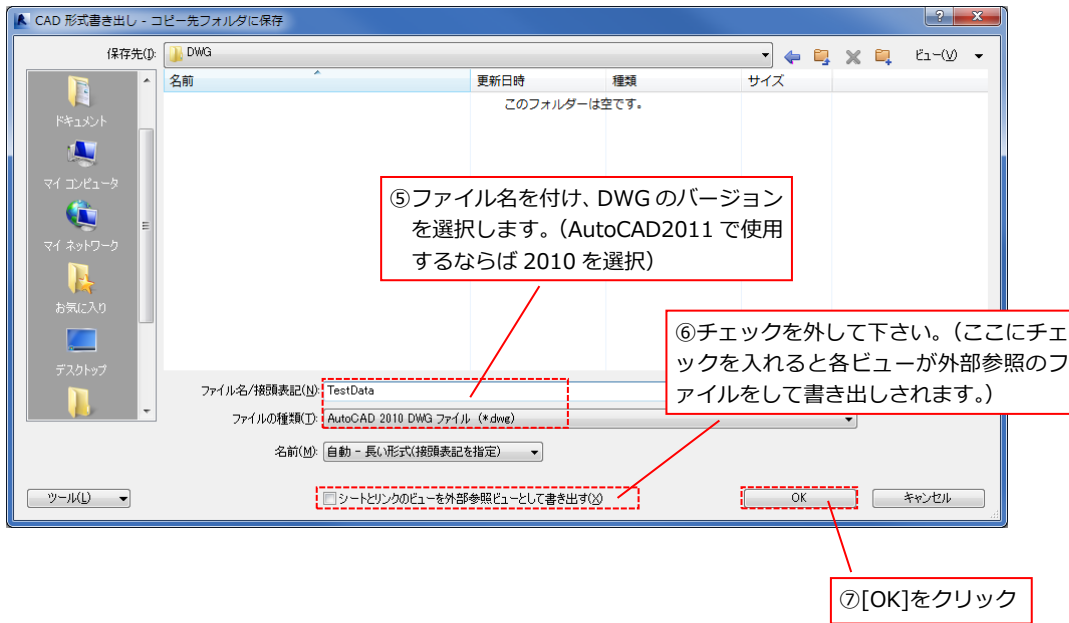 CAD 形式書き出し - コピー先フォルダに保存
保存先(I): DWG ビュー(V)
名前 更新日時 種類 サイズ
このフォルダーは空です。
ドキュメント
マイ コンピュータ
マイ ネットワーク
お気に入り
デスクトップ
⑤ファイル名を付け、DWG のバージョン
を選択します。（AutoCAD2011 で使用
するならば 2010 を選択）
⑥チェックを外して下さい。（ここにチェ
ックを入れると各ビューが外部参照のフ
ァイルをして書き出しされます。）
ファイル名/接頭表記(N): TestData
ファイルの種類(T): AutoCAD 2010 DWG ファイル (*.dwg)
名前(M): 自動 - 長い形式(接頭表記を指定)
ツール(L) シートとリンクのビューを外部参照ビューとして書き出す(X) OK キャンセル
⑦[OK]をクリック